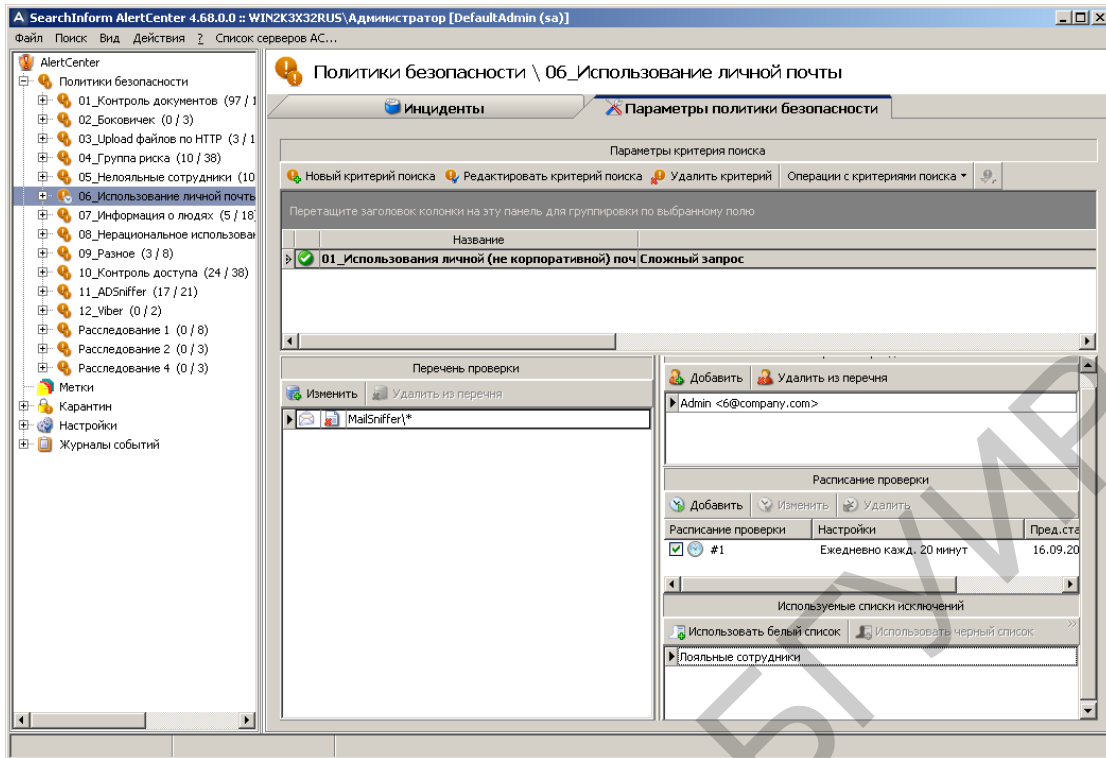 SearchInform AlertCenter 4.68.0.0 :: WIN2K3X32RUS\Администратор [DefaultAdmin (sa)]
Файл Поиск Вид Действия ? Список серверов AC...
AlertCenter
Политики безопасности
01_Контроль документов (97 / 1
02_Боковичек (0 / 3)
03_Upload файлов по HTTP (3 / 1
04_Группа риска (10 / 38)
05_Нелояльные сотрудники (10
06_Использование личной почты
07_Информация о людях (5 / 18)
08_Нерациональное использован
09_Разное (3 / 8)
10_Контроль доступа (24 / 38)
11_ADSniffer (17 / 21)
12_Viber (0 / 2)
Расследование 1 (0 / 8)
Расследование 2 (0 / 3)
Расследование 4 (0 / 3)
Метки
Карантин
Настройки
Журналы событий
Политики безопасности \ 06_Использование личной почты
Инциденты
Параметры политики безопасности
Параметры критерия поиска
Новый критерий поиска Редактировать критерий поиска Удалить критерий Операции с критериями поиска
Перетащите заголовок колонки на эту панель для группировки по выбранному полю
Название
01_Использования личной (не корпоративной) поч Сложный запрос
Перечень проверки
Изменить Удалить из перечня
MailSniffer\*
Добавить Удалить из перечня
Admin <6@company.com>
Расписание проверки
Добавить Изменить Удалить
Расписание проверки Настройки Пред.ста
#1 Ежедневно кажд. 20 минут 16.09.20
Используемые списки исключений
Использовать белый список Использовать черный список
Лояльные сотрудники
БГУИР